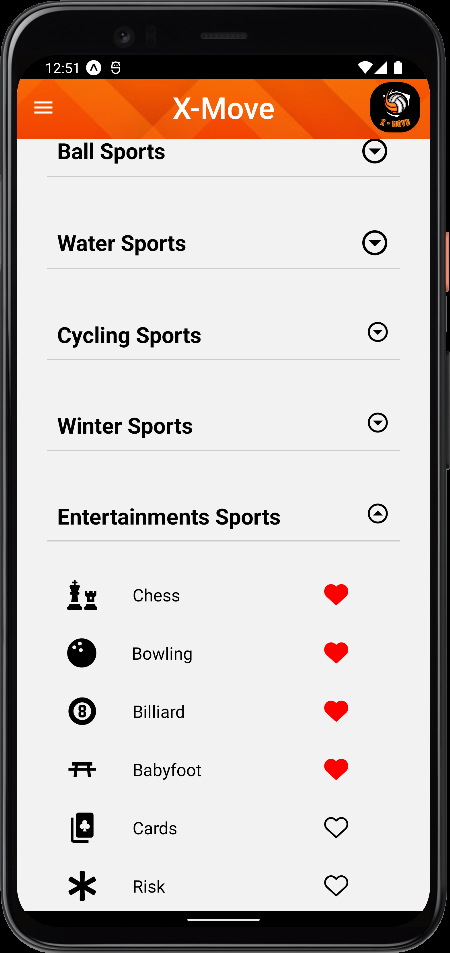 12:51
X-Move
X - MOVE
Ball Sports
Water Sports
Cycling Sports
Winter Sports
Entertainments Sports
Chess
Bowling
8
Billiard
Babyfoot
Cards
Risk